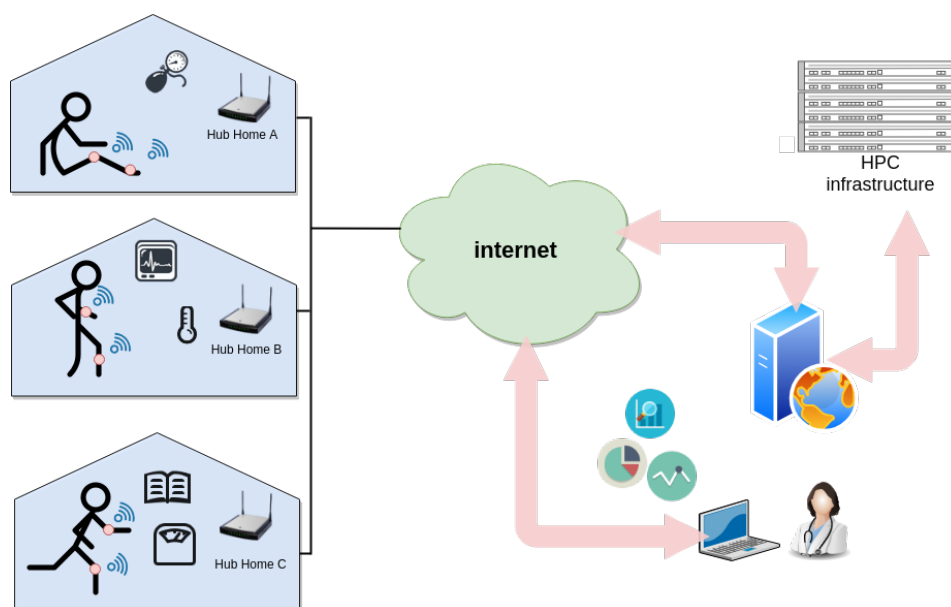 Hub Home A
HPC
infrastructure
internet
Hub Home B
Hub Home C